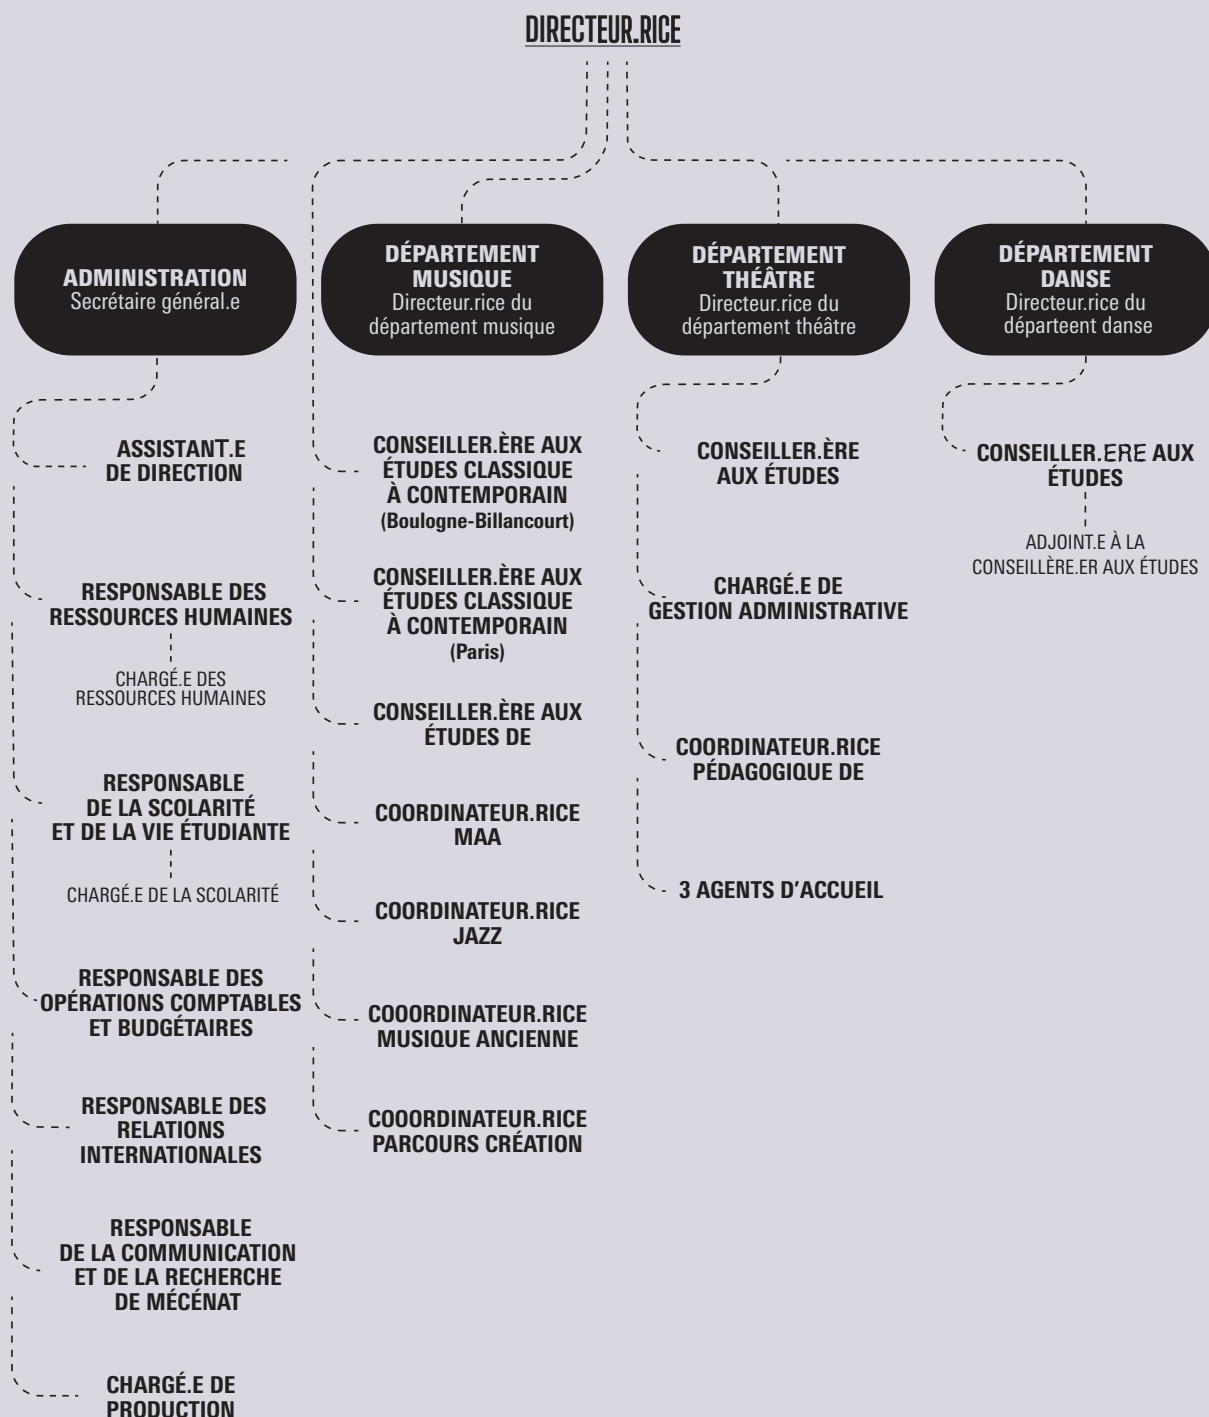 DIRECTEUR.RICE
ADMINISTRATION
Secrétaire général.e
ASSISTANT.E
DE DIRECTION
RESPONSABLE DES
RESSOURCES HUMAINES
CHARGÉ.E DES
RESSOURCES HUMAINES
RESPONSABLE
DE LA SCOLARITÉ
ET DE LA VIE ÉTUDIANTE
CHARGÉ.E DE LA SCOLARITÉ
RESPONSABLE DES
OPÉRATIONS COMPTABLES
ET BUDGÉTAIRES
RESPONSABLE DES
RELATIONS
INTERNATIONALES
RESPONSABLE
DE LA COMMUNICATION
ET DE LA RECHERCHE
DE MÉCÉNAT
CHARGÉ.E DE
PRODUCTION
DÉPARTEMENT
MUSIQUE
Directeur.rice du
département musique
CONSEILLER.ÈRE AUX
ÉTUDES CLASSIQUE
À CONTEMPORAIN
(Boulogne-Billancourt)
CONSEILLER.ÈRE AUX
ÉTUDES CLASSIQUE
À CONTEMPORAIN
(Paris)
CONSEILLER.ÈRE AUX
ÉTUDES DE
COORDINATEUR.RICE
MAA
COORDINATEUR.RICE
JAZZ
COOORDINATEUR.RICE
MUSIQUE ANCIENNE
COOORDINATEUR.RICE
PARCOURS CRÉATION
DÉPARTEMENT
THÉÂTRE
Directeur.rice du
département théâtre
CONSEILLER.ÈRE
AUX ÉTUDES
CHARGÉ.E DE
GESTION ADMINISTRATIVE
COORDINATEUR.RICE
PÉDAGOGIQUE DE
3 AGENTS D'ACCUEIL
DÉPARTEMENT
DANSE
Directeur.rice du
départeent danse
CONSEILLER.ERE AUX
ÉTUDES
ADJOINT.E À LA
CONSEILLÈRE.ER AUX ÉTUDES